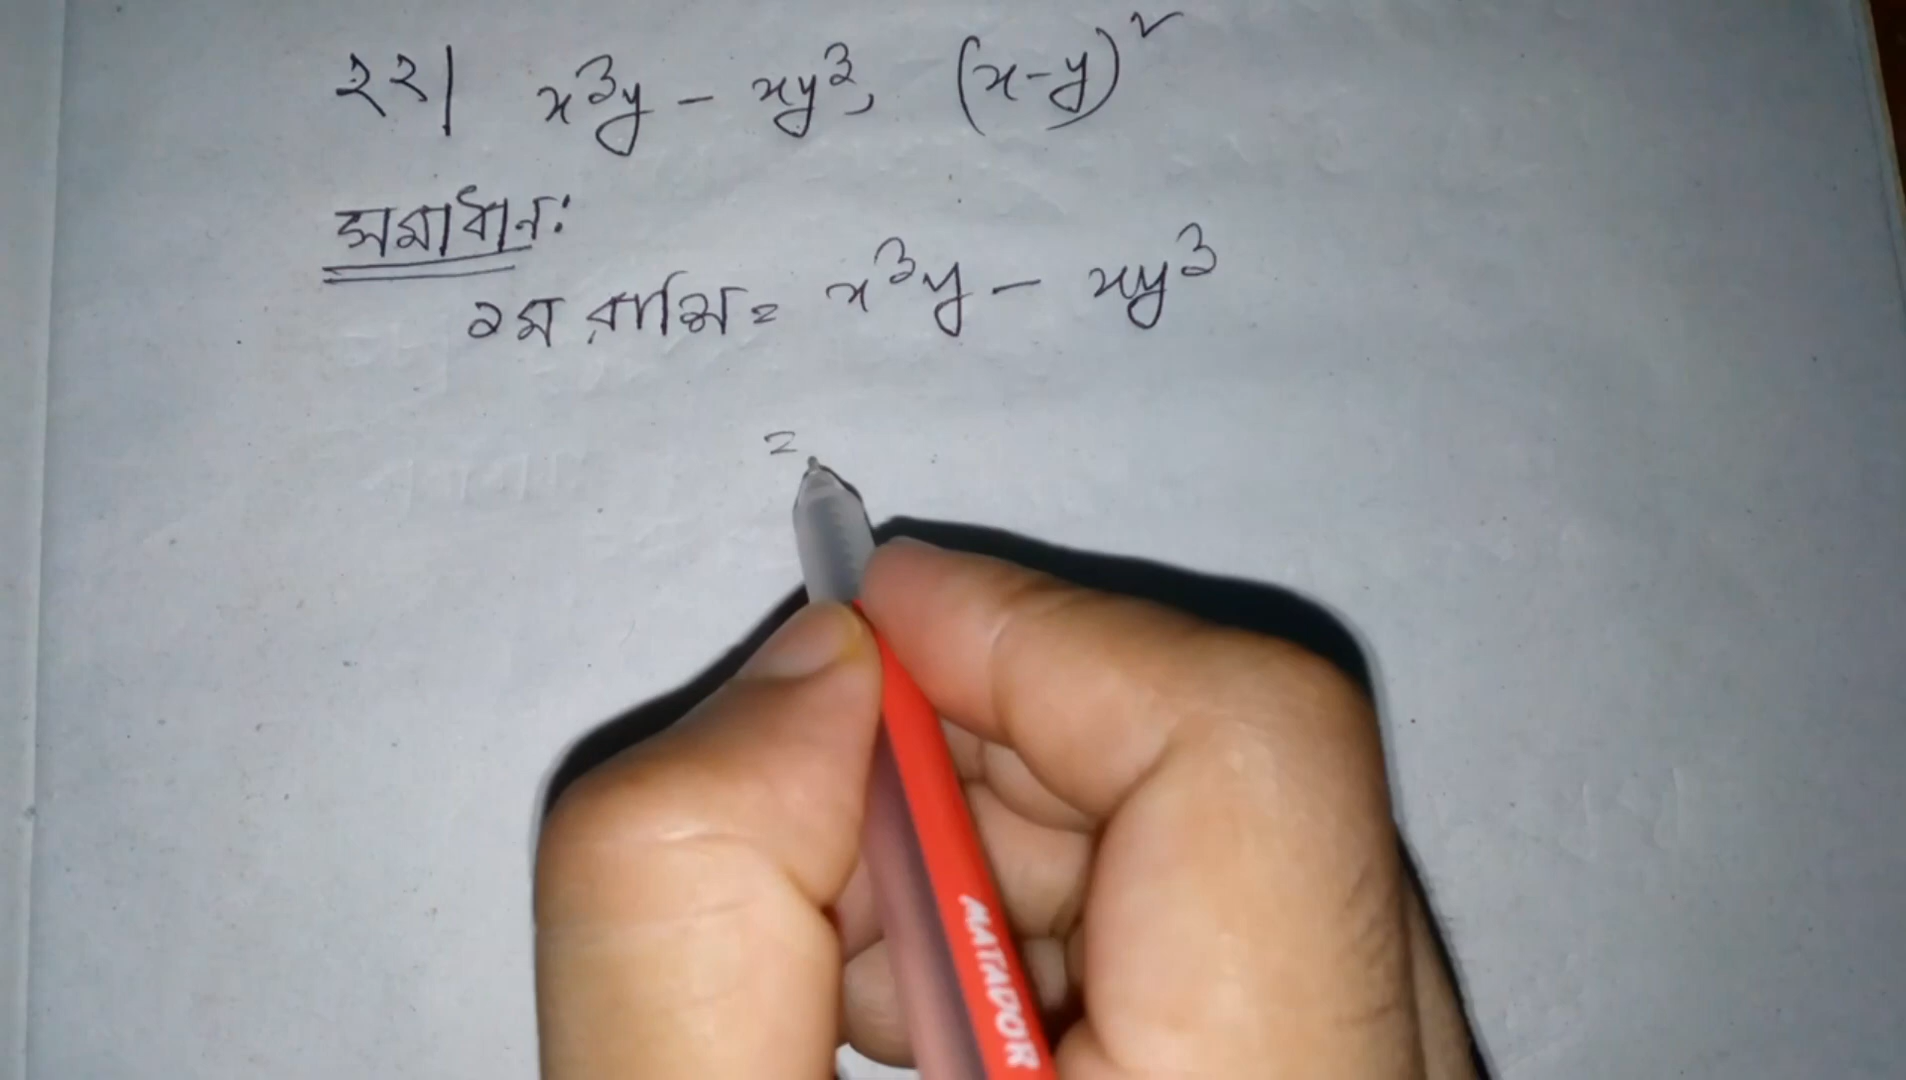 ২২। x³y - xy³, (x-y)²
সমাধান:
১ম রাশি = x³y - xy³
=
MATADOR